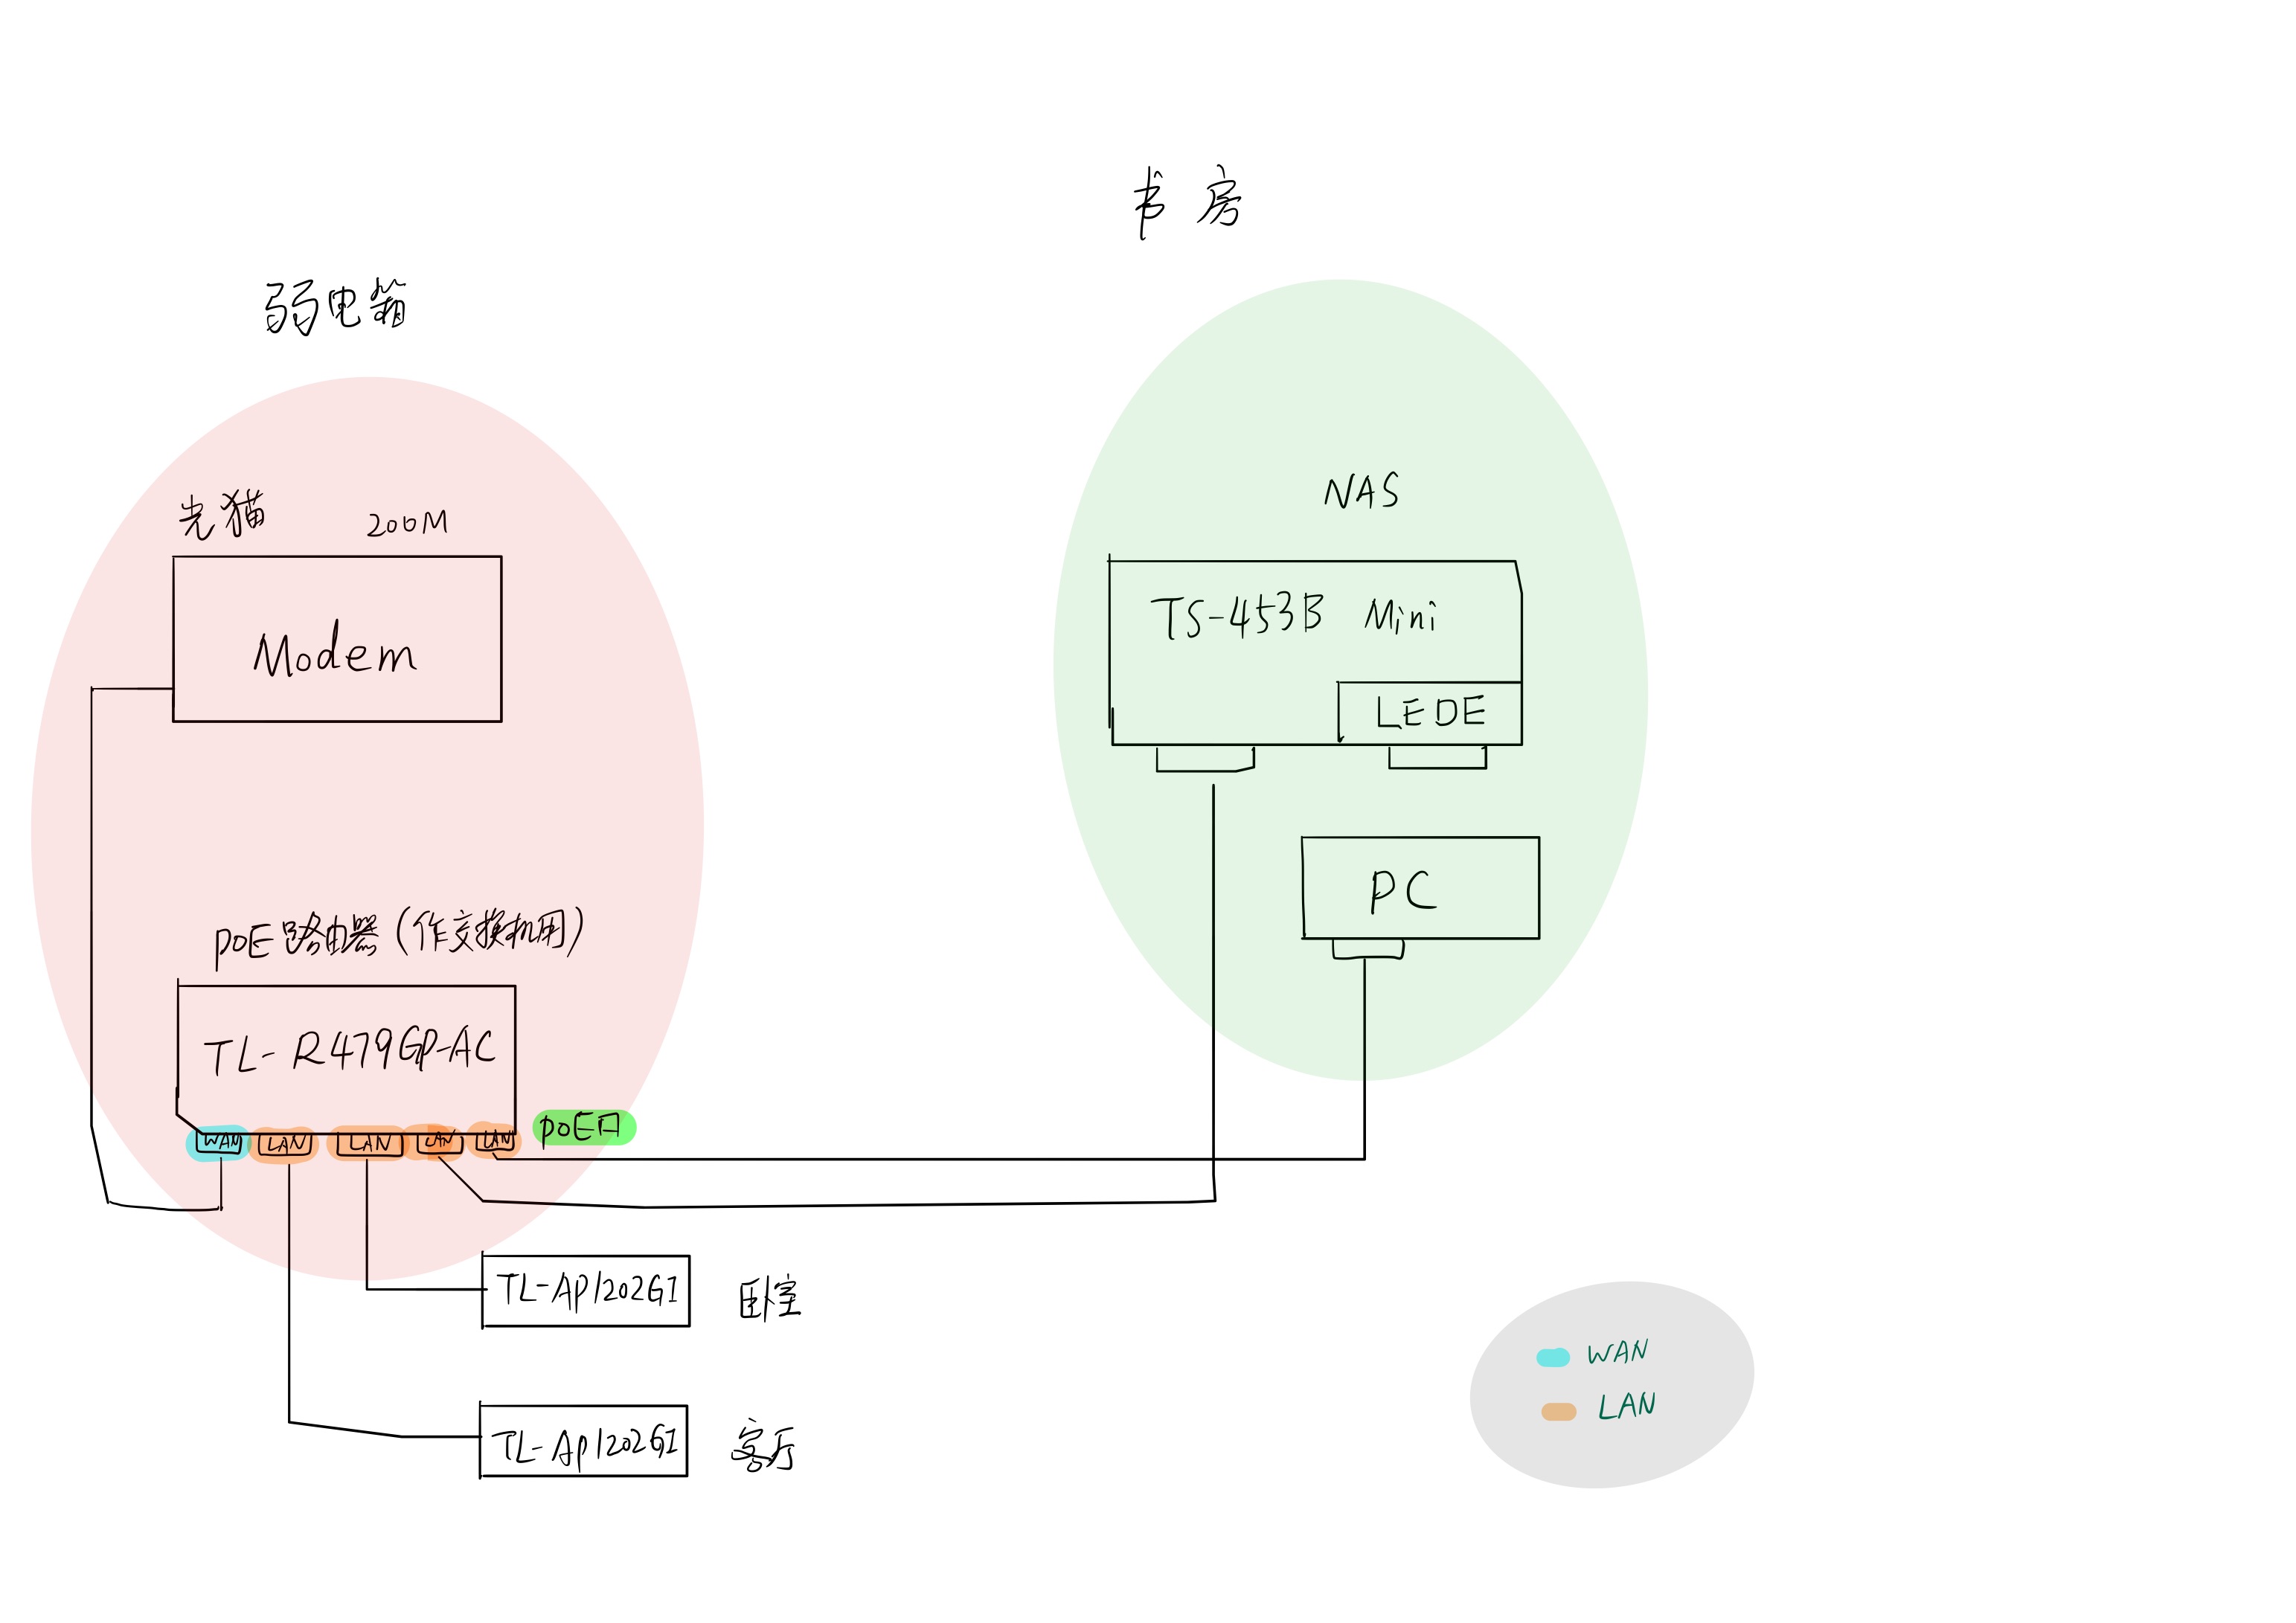 书房
弱电箱
NAS
光猫 200M
Modem
TS-453B Mini
LEDE
PC
POE路由器(作交换机用)
TL-R479GP-AC
WAN LAN LAN LAN LAN POE口
TL-AP1202GI 卧室
TL-AP1202GI 客厅
WAN
LAN